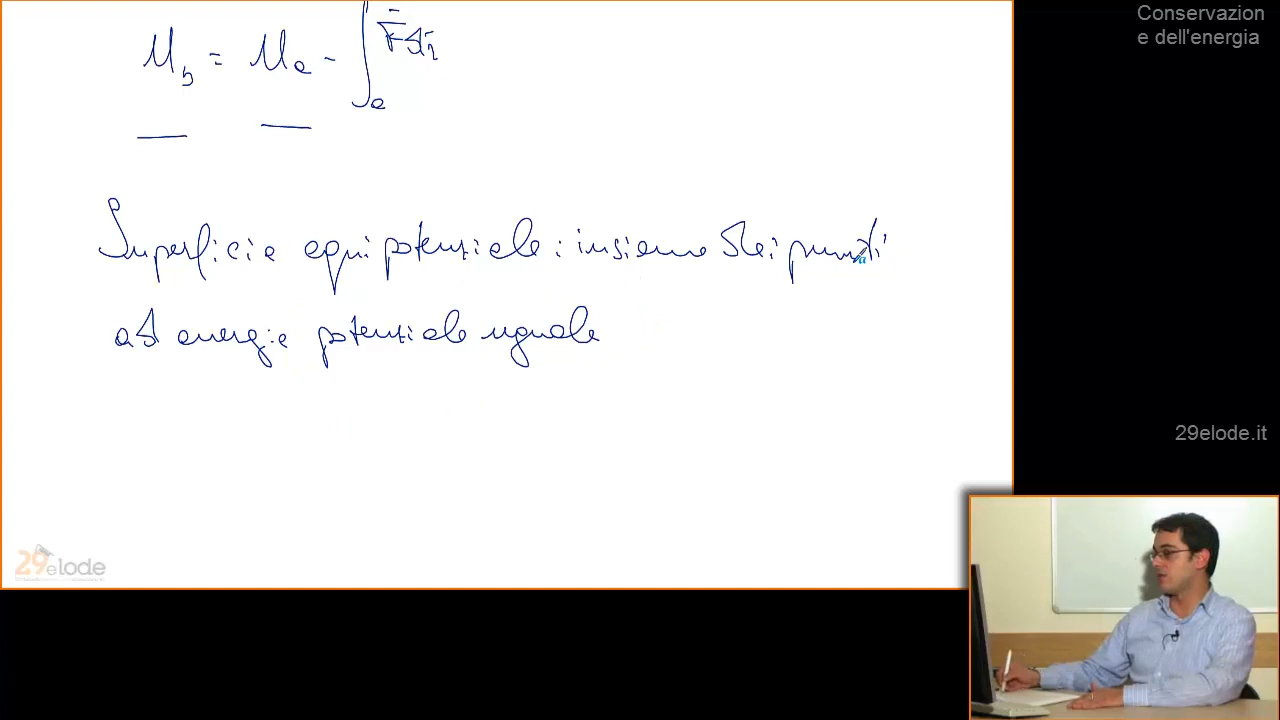 Conservazion
e dell'energia
U_b = U_a - ∫_a F̄ dr̄
Superficie equipotenziale: insieme dei punti
ad energia potenziale uguale
29elode.it
29elode